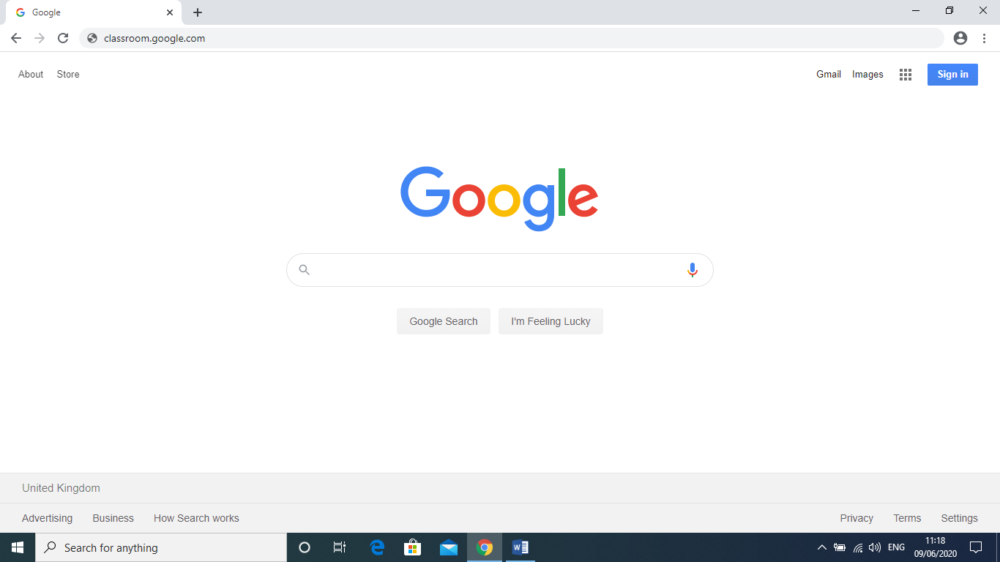 Google
classroom.google.com
About Store
Gmail Images Sign in
Google
Google Search I'm Feeling Lucky
United Kingdom
Advertising Business How Search works
Privacy Terms Settings
Search for anything
ENG
11:18
09/06/2020